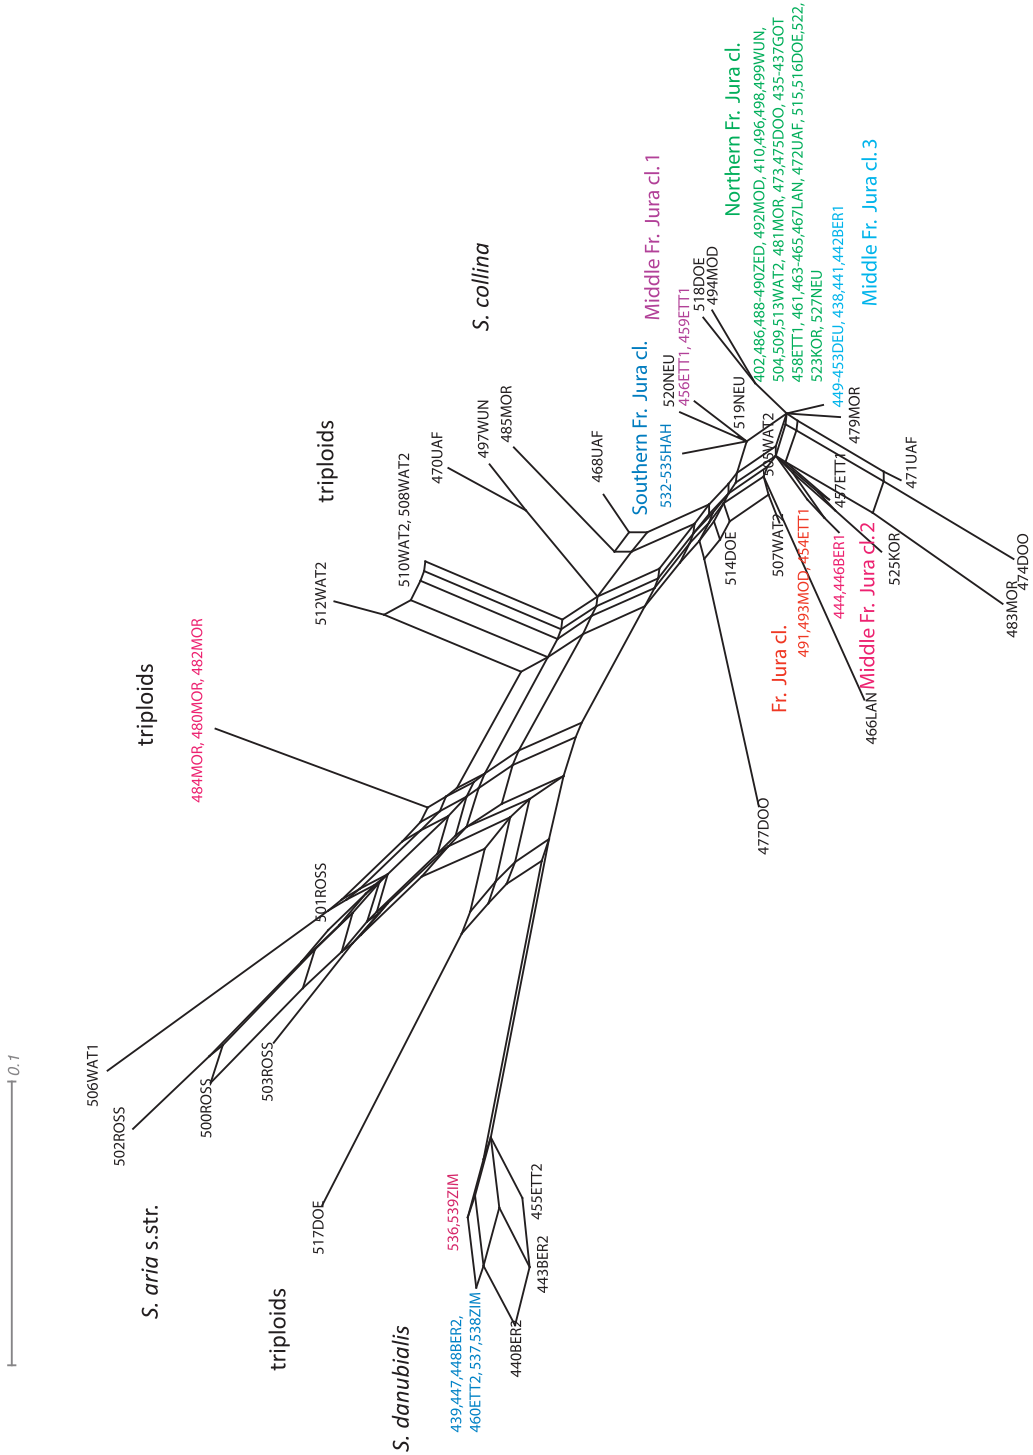 0.1
506WAT1
502ROSS
S. aria s.str.
triploids
484MOR, 480MOR, 482MOR
500ROSS
503ROSS
501ROSS
517DOE
triploids
512WAT2
triploids
510WAT2, 508WAT2
470UAF
S. danubialis
439,447,448BER2,
460ETT2, 537,538ZIM
536,539ZIM
440BER2
443BER2
455ETT2
S. collina
497WUN
485MOR
468UAF
Southern Fr. Jura cl.
532-535HAH
Middle Fr. Jura cl. 1
520NEU
456ETT1, 459ETT1
518DOE
494MOD
519NEU
Northern Fr. Jura cl.
402,486,488-490ZED, 492MOD, 410,496,498,499WUN,
504,509,513WAT2, 481MOR, 473,475DOO, 435-437GOT
458ETT1, 461,463-465,467LAN, 472UAF, 515,516DOE,522,
523KOR, 527NEU
449-453DEU, 438,441,442BER1
Middle Fr. Jura cl. 3
479MOR
505WAT2
457ETT1
471UAF
514DOE
507WAT2
Fr. Jura cl.
491,493MOD, 454ETT1
444,446BER1
Middle Fr. Jura cl. 2
525KOR
466LAN
477DOO
483MOR
474DOO